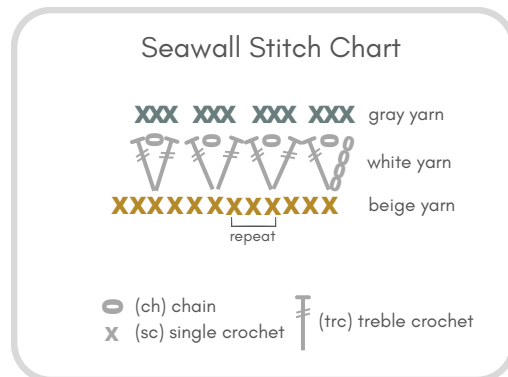 Seawall Stitch Chart
XXX XXX XXX XXX gray yarn
white yarn
XXXXXXXXXXXX beige yarn
repeat
(ch) chain
x (sc) single crochet
(trc) treble crochet